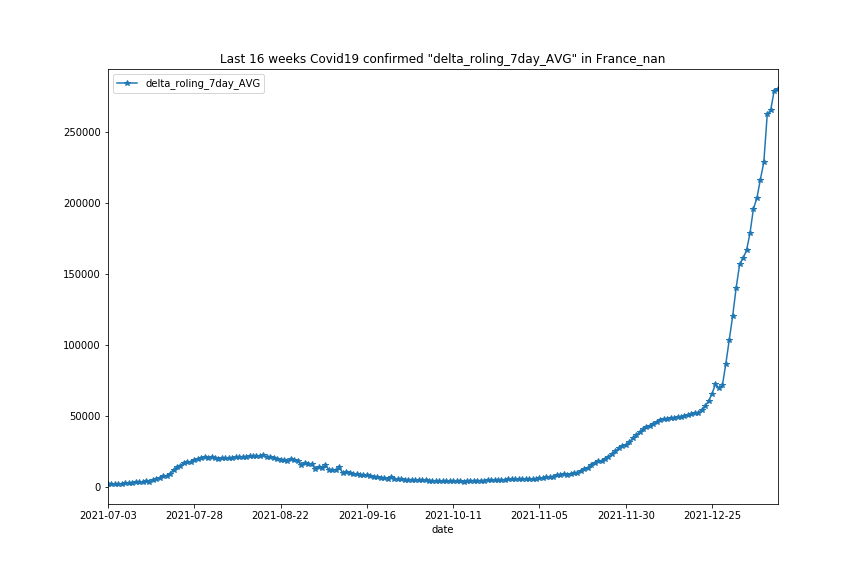 Last 16 weeks Covid19 confirmed "delta_roling_7day_AVG" in France_nan
delta_roling_7day_AVG
250000
200000
150000
100000
50000
0
2021-07-03 2021-07-28 2021-08-22 2021-09-16 2021-10-11 2021-11-05 2021-11-30 2021-12-25
date